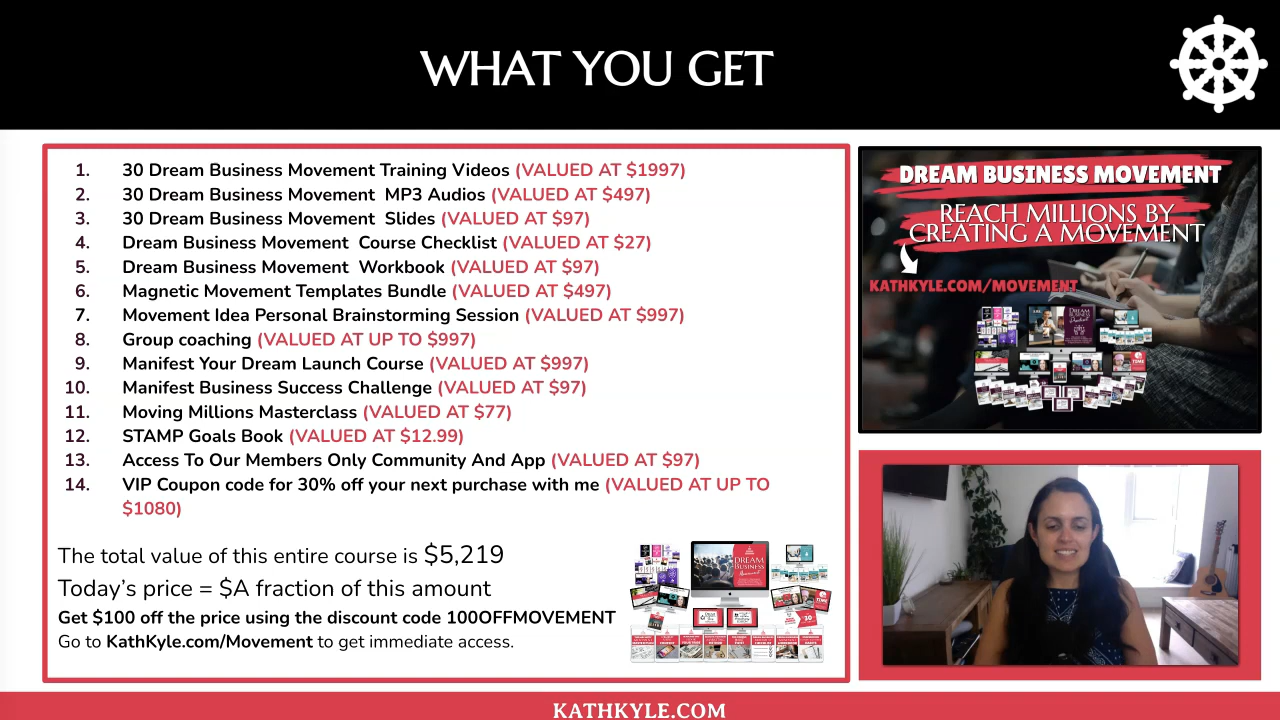 WHAT YOU GET
1. 30 Dream Business Movement Training Videos (VALUED AT $1997)
2. 30 Dream Business Movement MP3 Audios (VALUED AT $497)
3. 30 Dream Business Movement Slides (VALUED AT $97)
4. Dream Business Movement Course Checklist (VALUED AT $27)
5. Dream Business Movement Workbook (VALUED AT $97)
6. Magnetic Movement Templates Bundle (VALUED AT $497)
7. Movement Idea Personal Brainstorming Session (VALUED AT $997)
8. Group coaching (VALUED AT UP TO $997)
9. Manifest Your Dream Launch Course (VALUED AT $997)
10. Manifest Business Success Challenge (VALUED AT $97)
11. Moving Millions Masterclass (VALUED AT $77)
12. STAMP Goals Book (VALUED AT $12.99)
13. Access To Our Members Only Community And App (VALUED AT $97)
14. VIP Coupon code for 30% off your next purchase with me (VALUED AT UP TO
$1080)
The total value of this entire course is $5,219
Today's price = $A fraction of this amount
Get $100 off the price using the discount code 100OFFMOVEMENT
Go to KathKyle.com/Movement to get immediate access.
DREAM
BUSINESS
DREAM BUSINESS MOVEMENT
REACH MILLIONS BY
CREATING A MOVEMENT
KATHKYLE.COM/MOVEMENT
KATHKYLE.COM